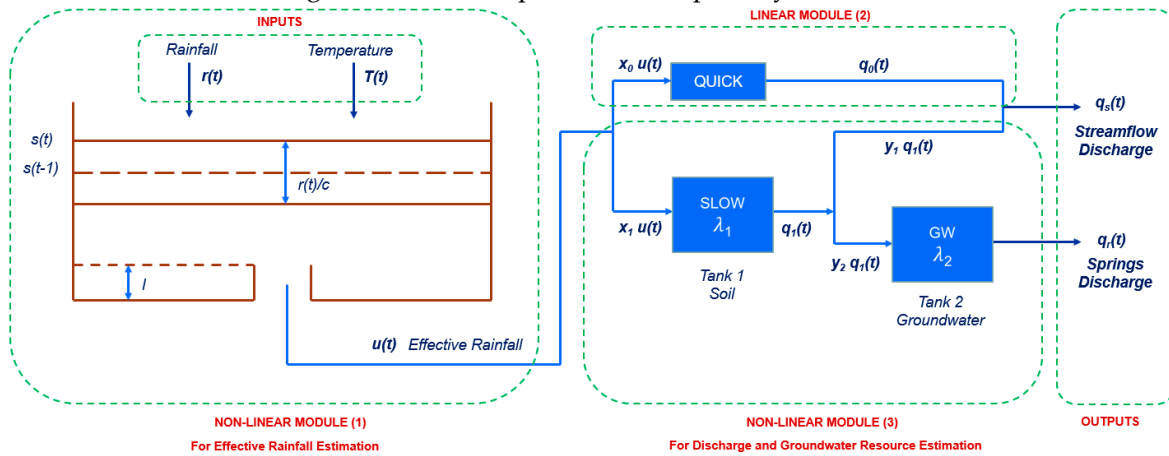 INPUTS
Rainfall
r(t)
Temperature
T(t)
s(t)
s(t-1)
r(t)/c
l
u(t) Effective Rainfall
NON-LINEAR MODULE (1)
For Effective Rainfall Estimation
LINEAR MODULE (2)
x₀ u(t)
QUICK
q₀(t)
x₁ u(t)
SLOW
λ₁
q₁(t)
Tank 1
Soil
y₁ q₁(t)
y₂ q₁(t)
GW
λ₂
Tank 2
Groundwater
NON-LINEAR MODULE (3)
For Discharge and Groundwater Resource Estimation
qₛ(t)
Streamflow
Discharge
qᵣ(t)
Springs
Discharge
OUTPUTS